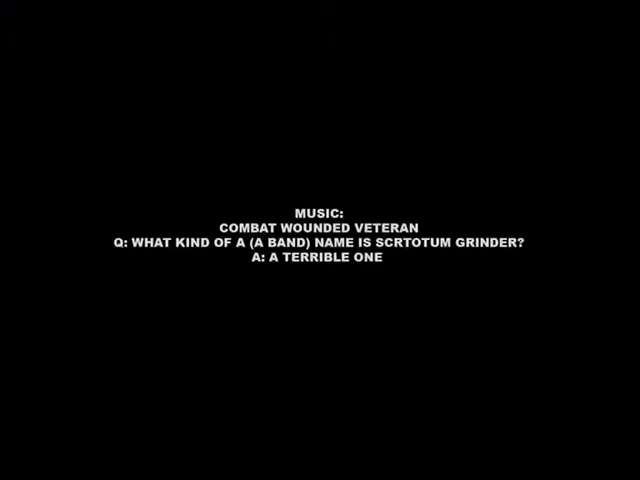 MUSIC:
COMBAT WOUNDED VETERAN
Q: WHAT KIND OF A (A BAND) NAME IS SCRTOTUM GRINDER?
A: A TERRIBLE ONE